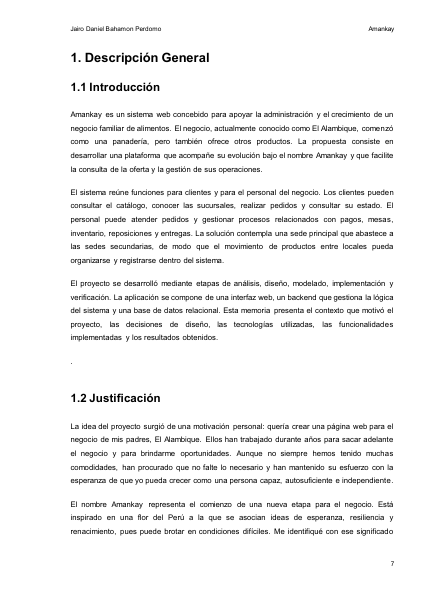 Jairo Daniel Bahamon Perdomo Amankay
1. Descripción General
1.1 Introducción
Amankay es un sistema web concebido para apoyar la administración y el crecimiento de un
negocio familiar de alimentos. El negocio, actualmente conocido como El Alambique, comenzó
como una panadería, pero también ofrece otros productos. La propuesta consiste en
desarrollar una plataforma que acompañe su evolución bajo el nombre Amankay y que facilite
la consulta de la oferta y la gestión de sus operaciones.
El sistema reúne funciones para clientes y para el personal del negocio. Los clientes pueden
consultar el catálogo, conocer las sucursales, realizar pedidos y consultar su estado. El
personal puede atender pedidos y gestionar procesos relacionados con pagos, mesas,
inventario, reposiciones y entregas. La solución contempla una sede principal que abastece a
las sedes secundarias, de modo que el movimiento de productos entre locales pueda
organizarse y registrarse dentro del sistema.
El proyecto se desarrolló mediante etapas de análisis, diseño, modelado, implementación y
verificación. La aplicación se compone de una interfaz web, un backend que gestiona la lógica
del sistema y una base de datos relacional. Esta memoria presenta el contexto que motivó el
proyecto, las decisiones de diseño, las tecnologías utilizadas, las funcionalidades
implementadas y los resultados obtenidos.
.
1.2 Justificación
La idea del proyecto surgió de una motivación personal: quería crear una página web para el
negocio de mis padres, El Alambique. Ellos han trabajado durante años para sacar adelante
el negocio y para brindarme oportunidades. Aunque no siempre hemos tenido muchas
comodidades, han procurado que no falte lo necesario y han mantenido su esfuerzo con la
esperanza de que yo pueda crecer como una persona capaz, autosuficiente e independiente.
El nombre Amankay representa el comienzo de una nueva etapa para el negocio. Está
inspirado en una flor del Perú a la que se asocian ideas de esperanza, resiliencia y
renacimiento, pues puede brotar en condiciones difíciles. Me identifiqué con ese significado
7